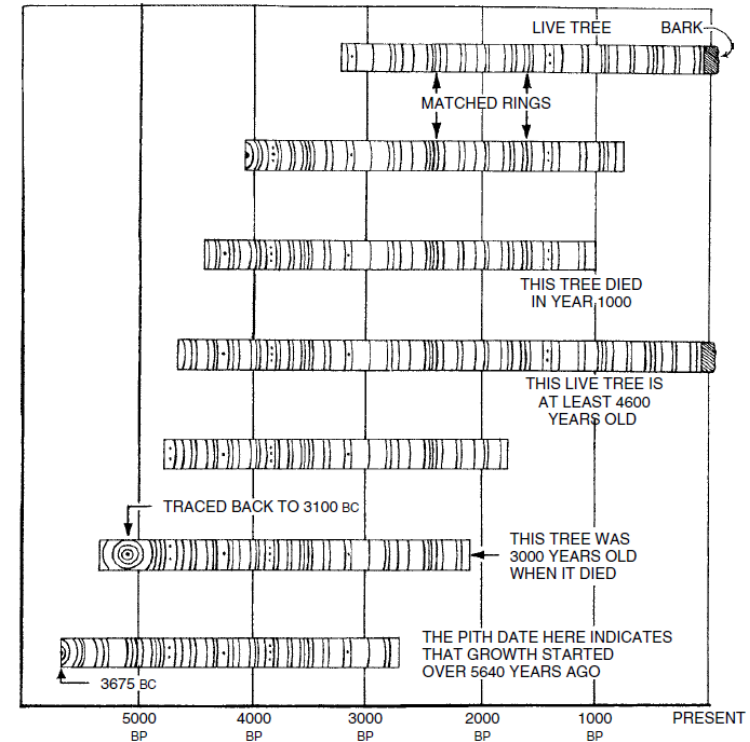 LIVE TREE
BARK
MATCHED RINGS
THIS TREE DIED
IN YEAR 1000
THIS LIVE TREE IS
AT LEAST 4600
YEARS OLD
TRACED BACK TO 3100 BC
THIS TREE WAS
3000 YEARS OLD
WHEN IT DIED
THE PITH DATE HERE INDICATES
THAT GROWTH STARTED
OVER 5640 YEARS AGO
3675 BC
5000 4000 3000 2000 1000 PRESENT
BP BP BP BP BP